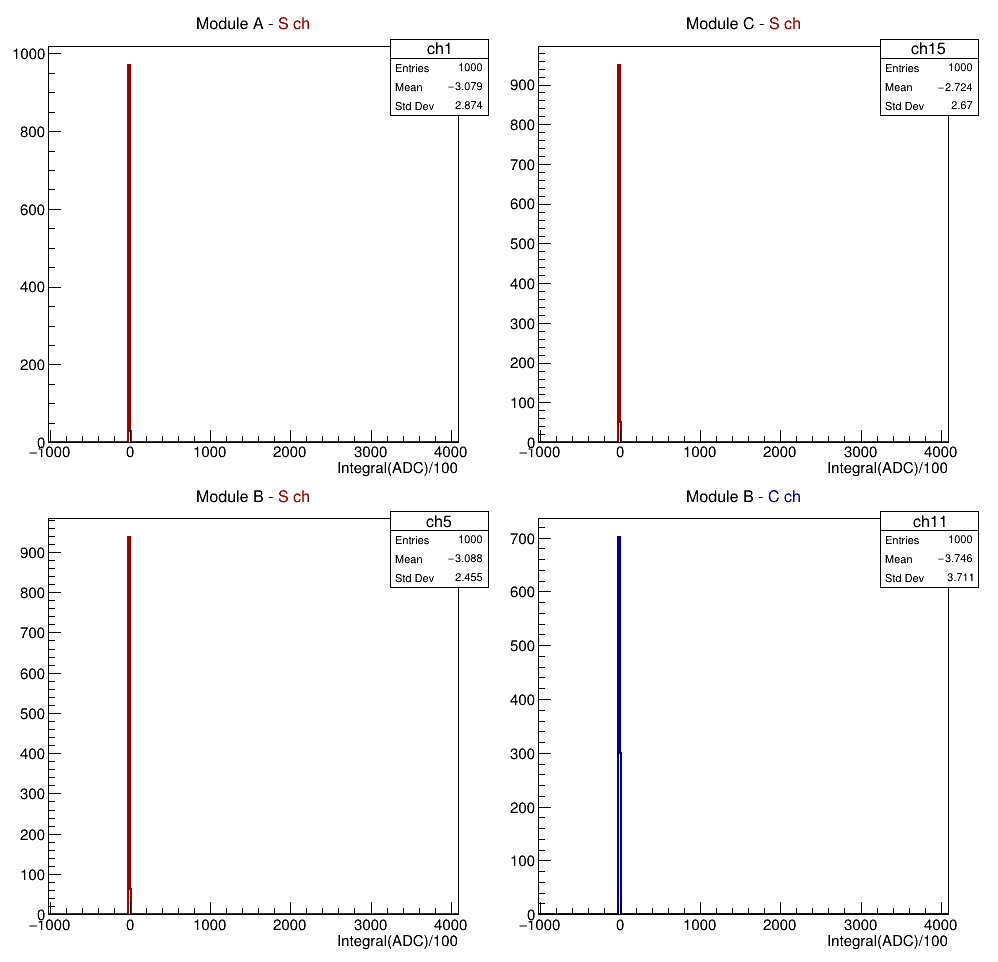 Module A - S ch
ch1
Entries 1000
Mean −3.079
Std Dev 2.874
1000
800
600
400
200
0
−1000 0 1000 2000 3000 4000
Integral(ADC)/100
Module C - S ch
ch15
Entries 1000
Mean −2.724
Std Dev 2.67
900
800
700
600
500
400
300
200
100
0
−1000 0 1000 2000 3000 4000
Integral(ADC)/100
Module B - S ch
ch5
Entries 1000
Mean −3.088
Std Dev 2.455
900
800
700
600
500
400
300
200
100
0
−1000 0 1000 2000 3000 4000
Integral(ADC)/100
Module B - C ch
ch11
Entries 1000
Mean −3.746
Std Dev 3.711
700
600
500
400
300
200
100
0
−1000 0 1000 2000 3000 4000
Integral(ADC)/100